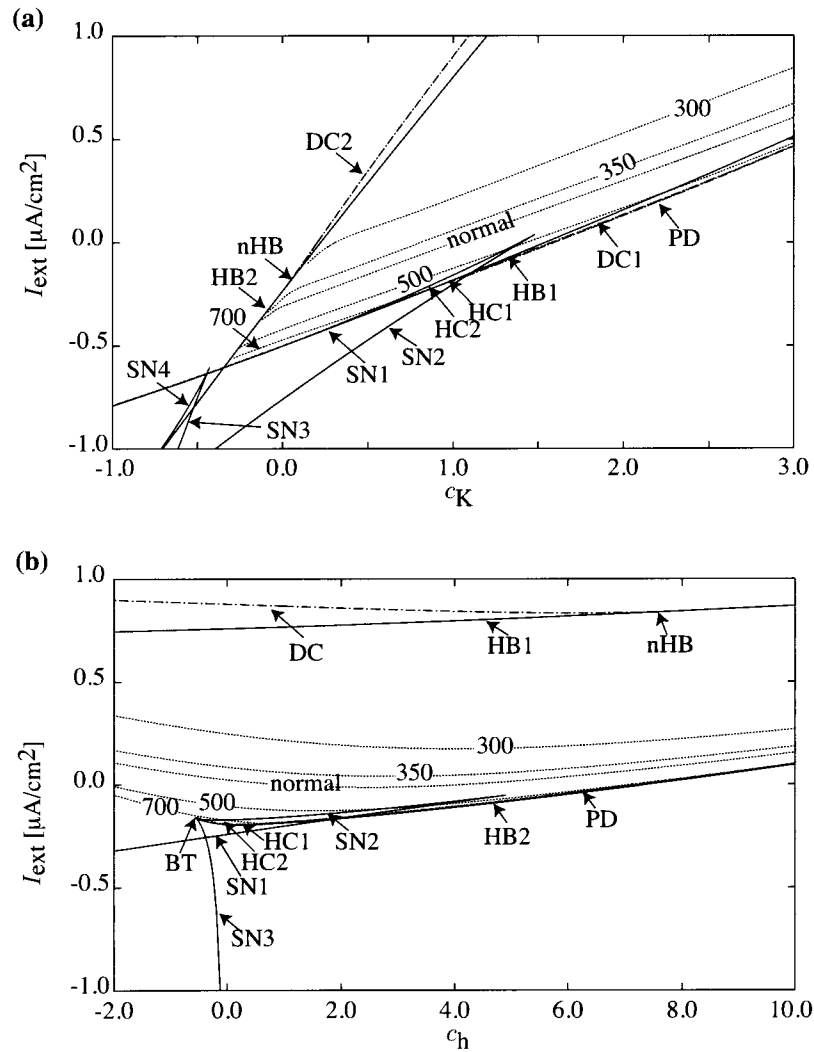 (a)
1.0
0.5
0.0
-0.5
-1.0
I_ext [µA/cm²]
DC2
nHB
HB2
700
SN4
SN3
300
350
normal
500
PD
DC1
HB1
HC1
HC2
SN2
SN1
-1.0 0.0 1.0 2.0 3.0
c_K
(b)
1.0
0.5
0.0
-0.5
-1.0
I_ext [µA/cm²]
DC
HB1
nHB
300
350
normal
500
700
PD
HB2
SN2
HC1
HC2
BT
SN1
SN3
-2.0 0.0 2.0 4.0 6.0 8.0 10.0
c_h